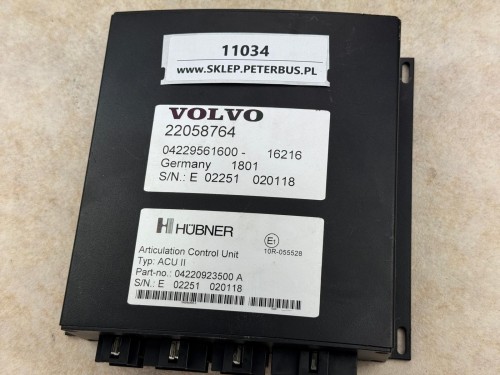 11034
www.SKLEP.PETERBUS.PL
VOLVO
22058764
04229561600 - 16216
Germany 1801
S/N.: E 02251 020118
HÜBNER
E1
10R-055528
Articulation Control Unit
Typ: ACU II
Part-no.: 04220923500 A
S/N.: E 02251 020118